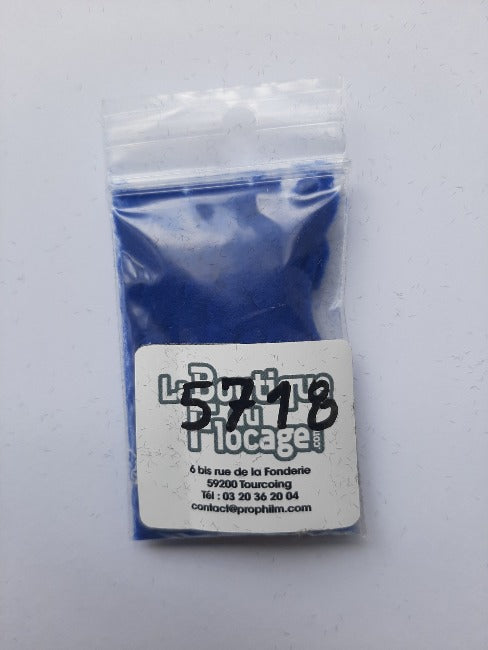 La Boutique
5718
du
Flocage.com
6 bis rue de la Fonderie
59200 Tourcoing
Tél : 03 20 36 20 04
contact@prophilm.com